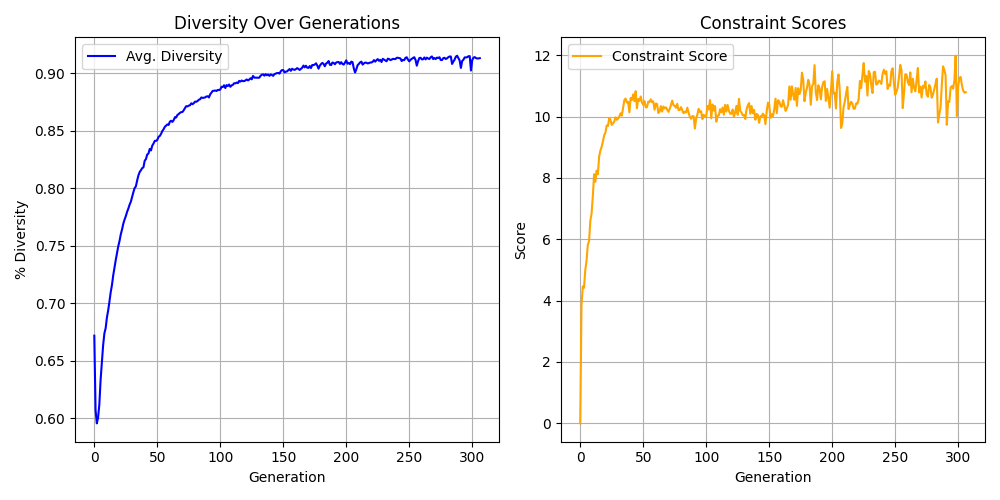 Diversity Over Generations
Avg. Diversity
% Diversity
0.90
0.85
0.80
0.75
0.70
0.65
0.60
0 50 100 150 200 250 300
Generation
Constraint Scores
Constraint Score
Score
12
10
8
6
4
2
0
0 50 100 150 200 250 300
Generation